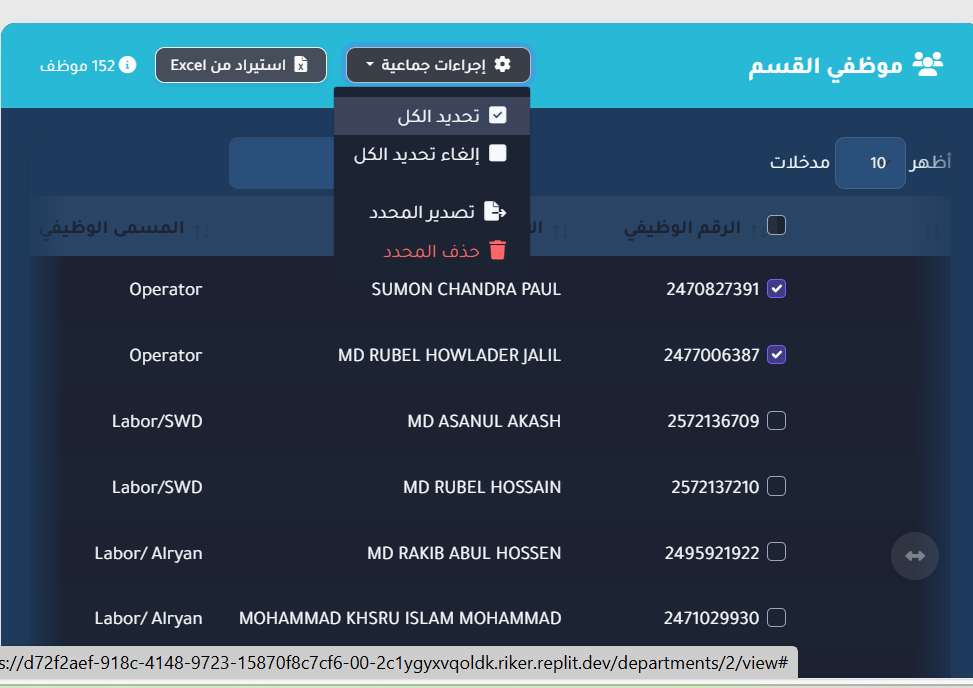 موظفي القسم
إجراءات جماعية
استيراد من Excel
152 موظف
تحديد الكل
إلغاء تحديد الكل
تصدير المحدد
حذف المحدد
أظهر 10 مدخلات
الرقم الوظيفي
المسمى الوظيفي
2470827391 SUMON CHANDRA PAUL Operator
2477006387 MD RUBEL HOWLADER JALIL Operator
2572136709 MD ASANUL AKASH Labor/SWD
2572137210 MD RUBEL HOSSAIN Labor/SWD
2495921922 MD RAKIB ABUL HOSSEN Labor/ Alryan
2471029930 MOHAMMAD KHSRU ISLAM MOHAMMAD Labor/ Alryan
s://d72f2aef-918c-4148-9723-15870f8c7cf6-00-2c1ygyxvqoldk.riker.replit.dev/departments/2/view#